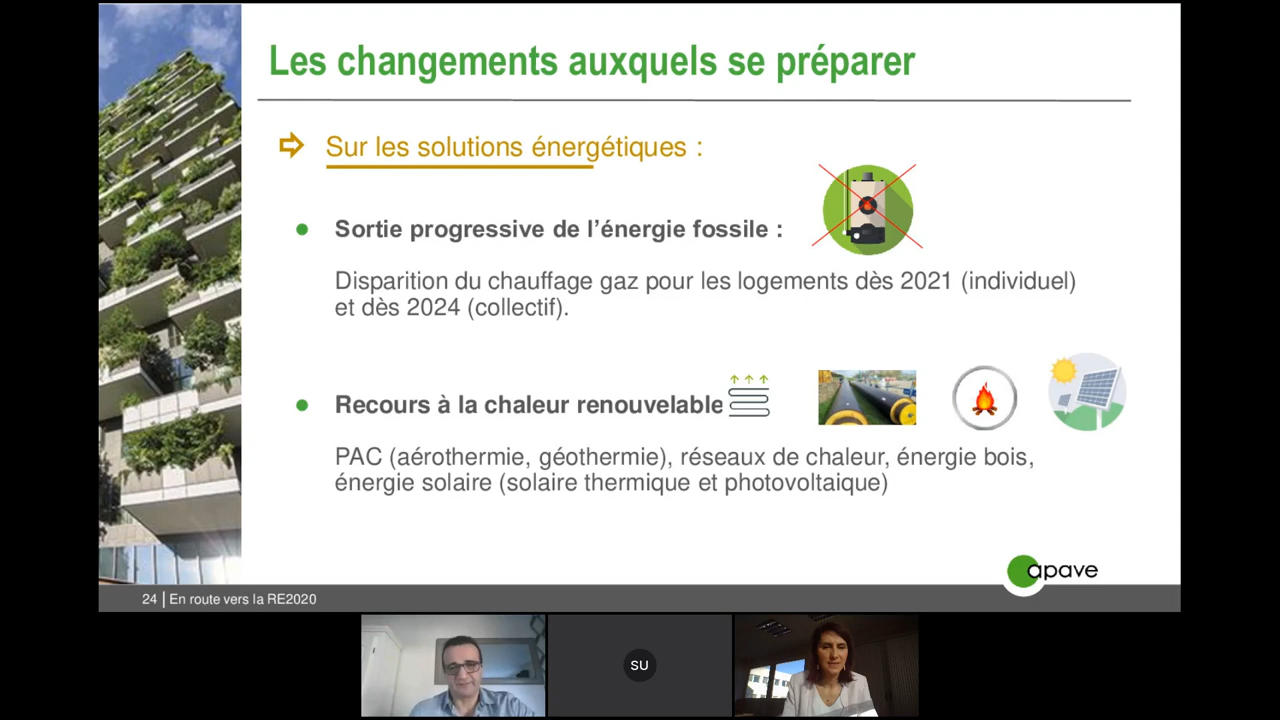 Les changements auxquels se préparer
Sur les solutions énergétiques :
Sortie progressive de l’énergie fossile :
Disparition du chauffage gaz pour les logements dès 2021 (individuel)
et dès 2024 (collectif).
Recours à la chaleur renouvelable
PAC (aérothermie, géothermie), réseaux de chaleur, énergie bois,
énergie solaire (solaire thermique et photovoltaique)
apave
24 | En route vers la RE2020
SU